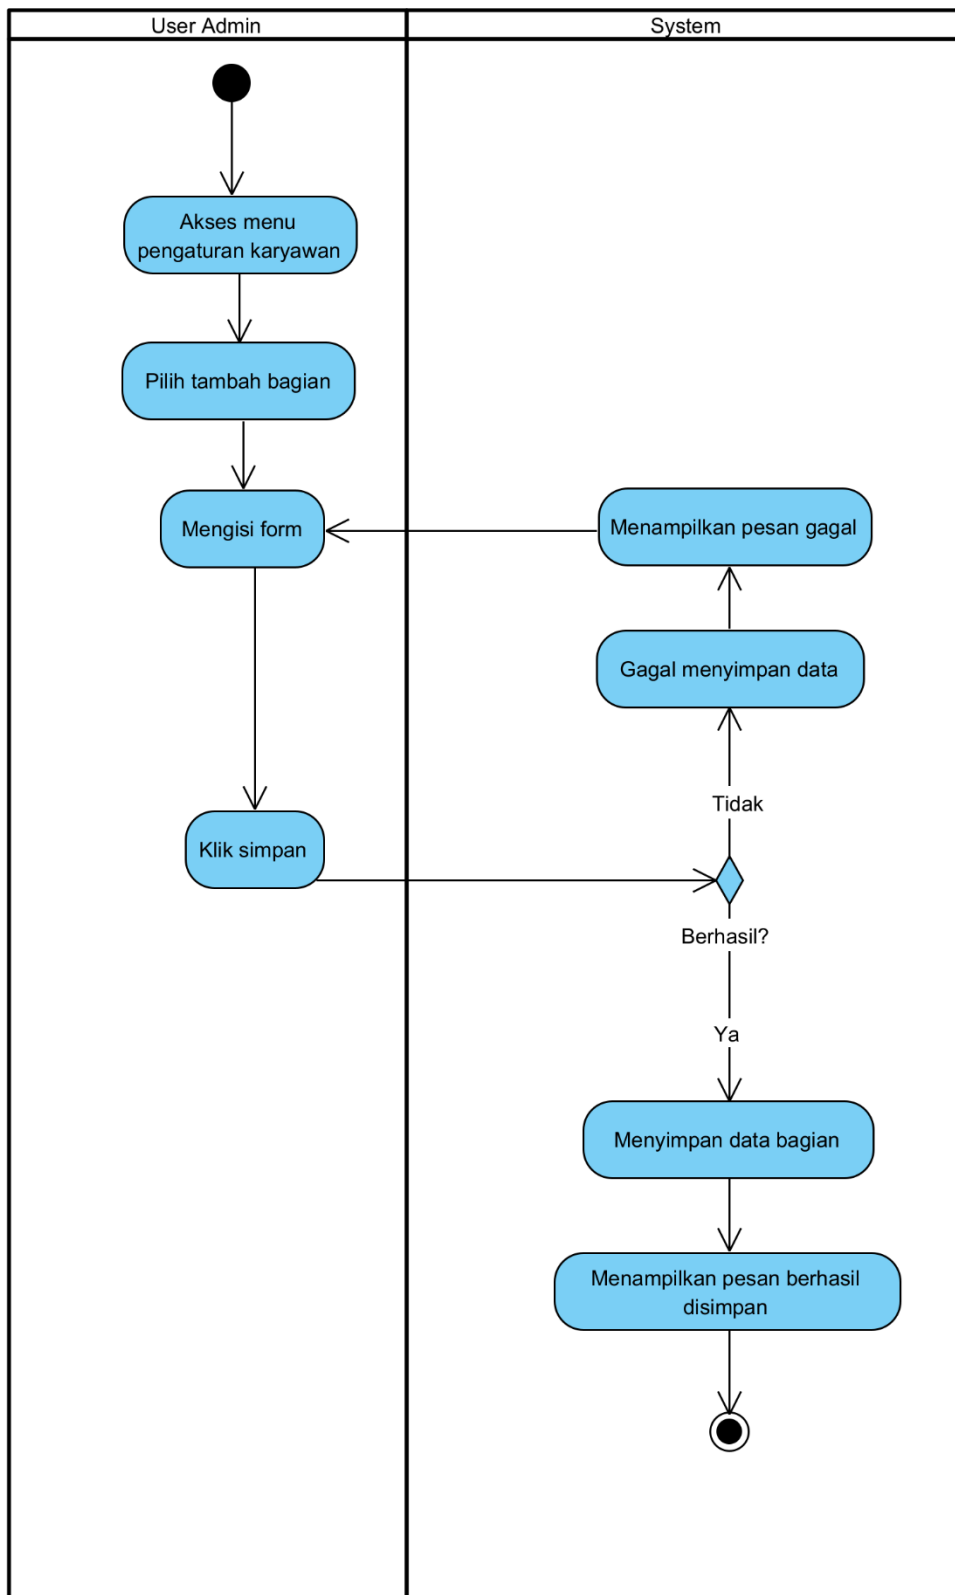 User Admin
System
Akses menu
pengaturan karyawan
Pilih tambah bagian
Mengisi form
Menampilkan pesan gagal
Gagal menyimpan data
Tidak
Klik simpan
Berhasil?
Ya
Menyimpan data bagian
Menampilkan pesan berhasil
disimpan